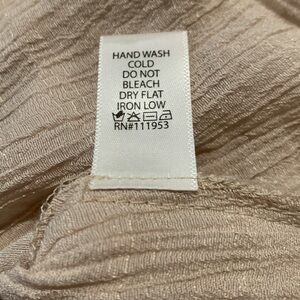 HAND WASH
COLD
DO NOT
BLEACH
DRY FLAT
IRON LOW
RN#111953